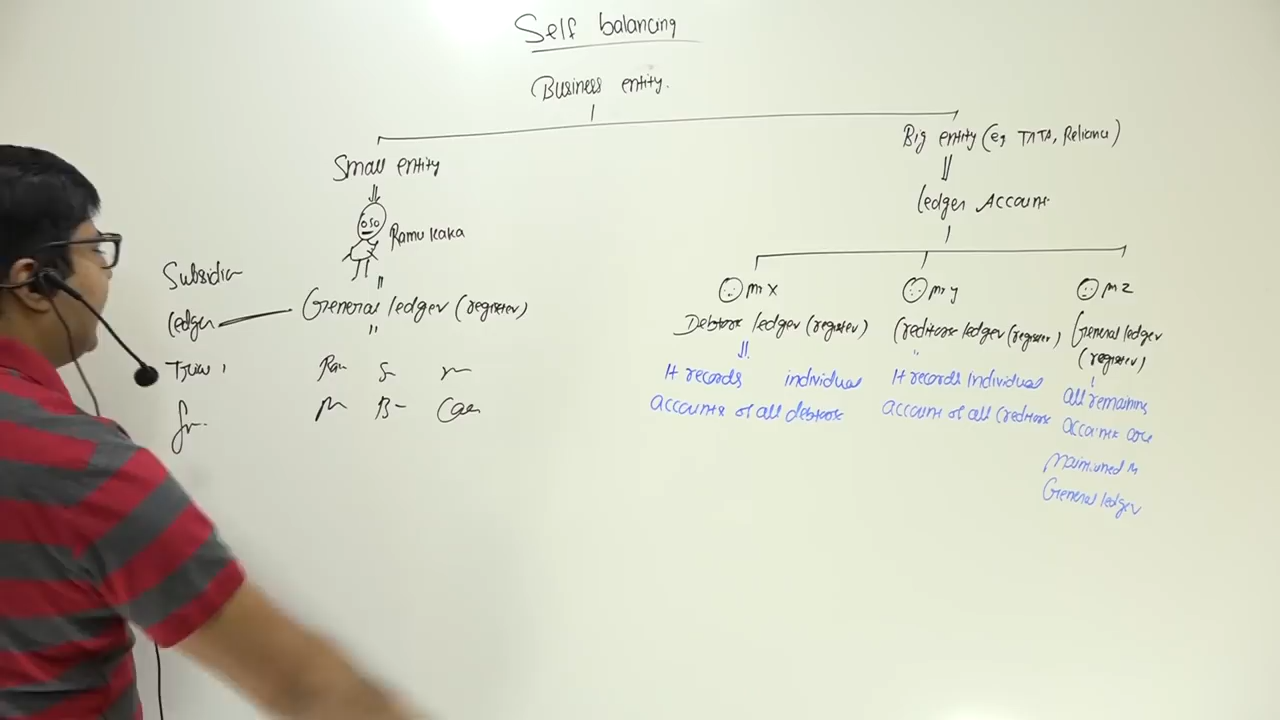 Self balancing
Business entity.
Small entity
Big entity (eg TATA, Reliance)
Ledger Account
Ramu kaka
General ledger (register)
Ledger
Mr X
Debtors ledger (register)
It records individual
accounts of all debtors
Mr y
Creditors ledger (register)
It records Individual
account of all Creditors
Mr Z
General ledger
(register)
All remaining
Accounts are
maintained in
General ledger